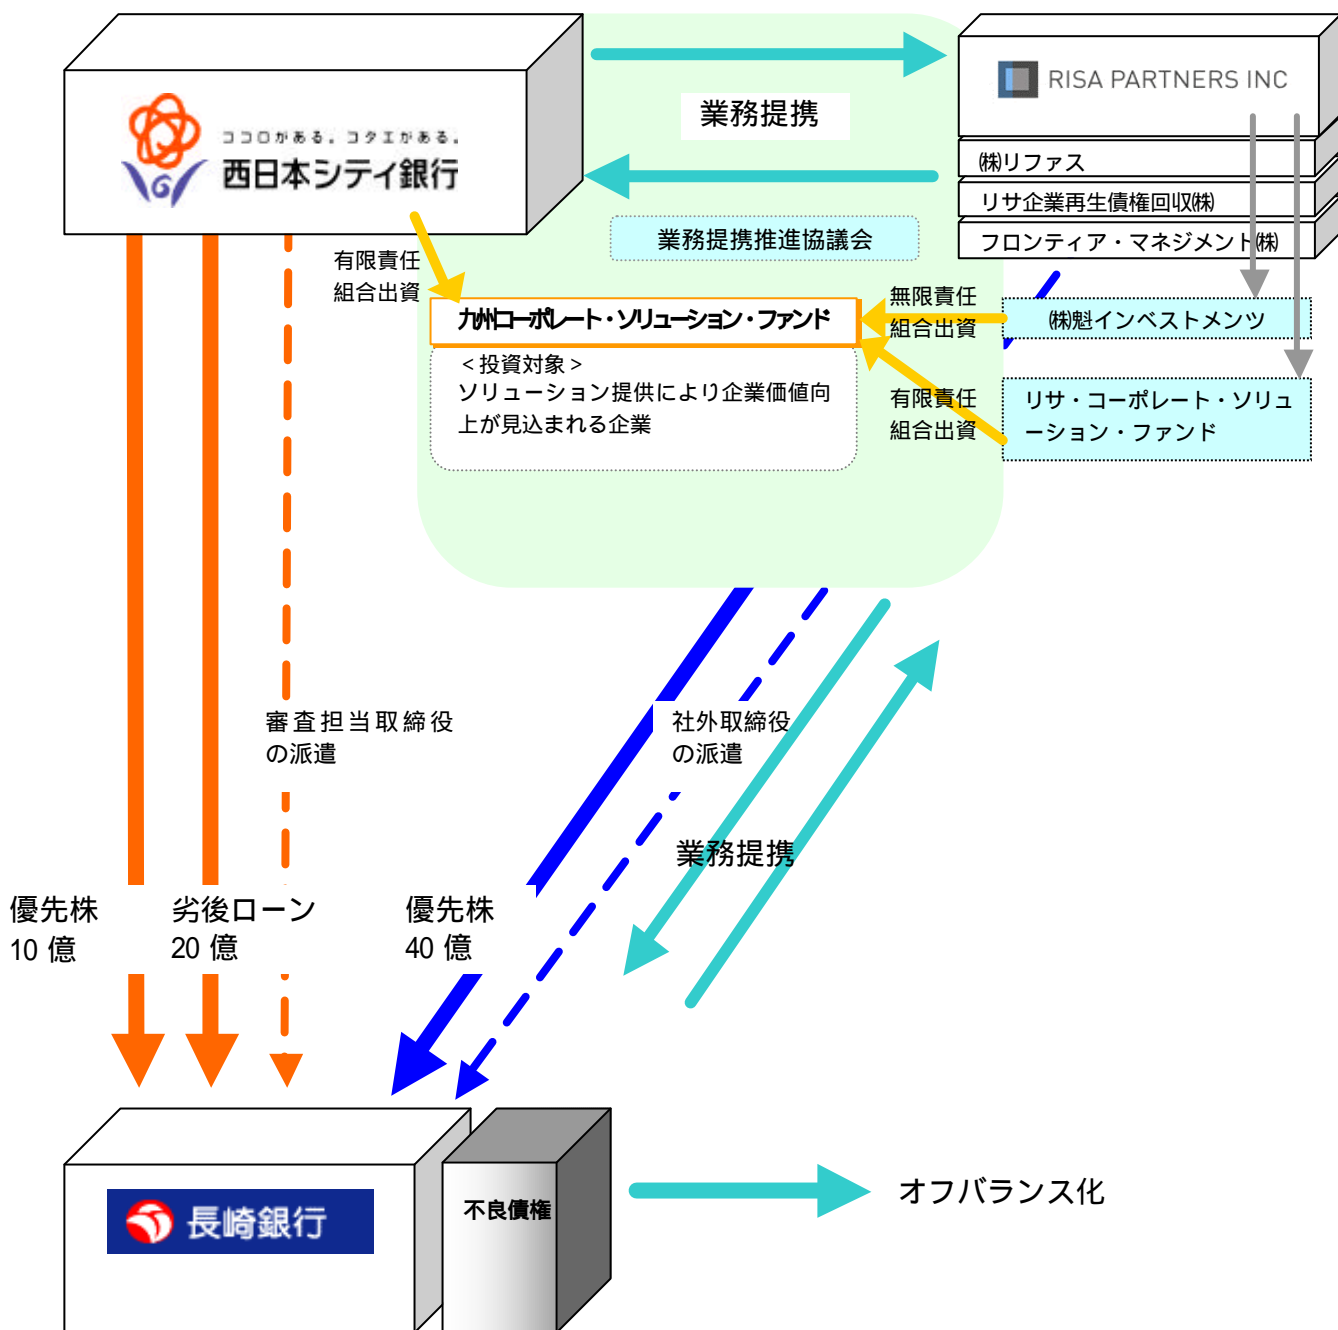 ココロがある。コタエがある。
西日本シティ銀行
RISA PARTNERS INC
業務提携
㈱リファス
リサ企業再生債権回収㈱
フロンティア・マネジメント㈱
業務提携推進協議会
有限責任
組合出資
九州コーポレート・ソリューション・ファンド
＜投資対象＞
ソリューション提供により企業価値向
上が見込まれる企業
無限責任
組合出資
㈱魁インベストメンツ
有限責任
組合出資
リサ・コーポレート・ソリュ
ーション・ファンド
審査担当取締役
の派遣
社外取締役
の派遣
業務提携
優先株
10 億
劣後ローン
20 億
優先株
40 億
長崎銀行
不良債権
オフバランス化